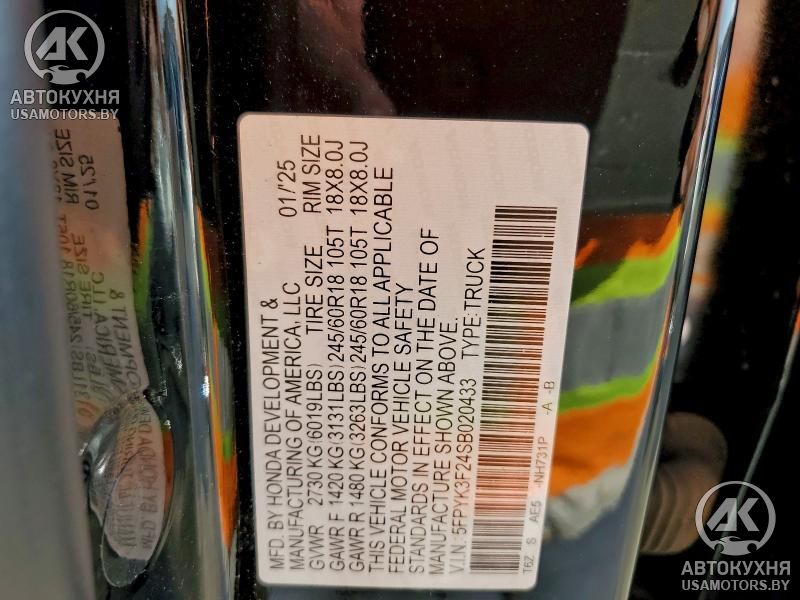 MFD. BY HONDA DEVELOPMENT &
MANUFACTURING OF AMERICA, LLC 01/'25
GVWR 2730 KG(6019LBS) TIRE SIZE RIM SIZE
GAWR F 1420 KG(3131LBS) 245/60R18 105T 18X8.0J
GAWR R 1480 KG(3263LBS) 245/60R18 105T 18X8.0J
THIS VEHICLE CONFORMS TO ALL APPLICABLE
FEDERAL MOTOR VEHICLE SAFETY
STANDARDS IN EFFECT ON THE DATE OF
MANUFACTURE SHOWN ABOVE.
V.I.N: 5FPYK3F24SB020433 TYPE: TRUCK
T6Z S AE5 -NH731P -A -B
АК
АВТОКУХНЯ
USAMOTORS.BY
АК
АВТОКУХНЯ
USAMOTORS.BY